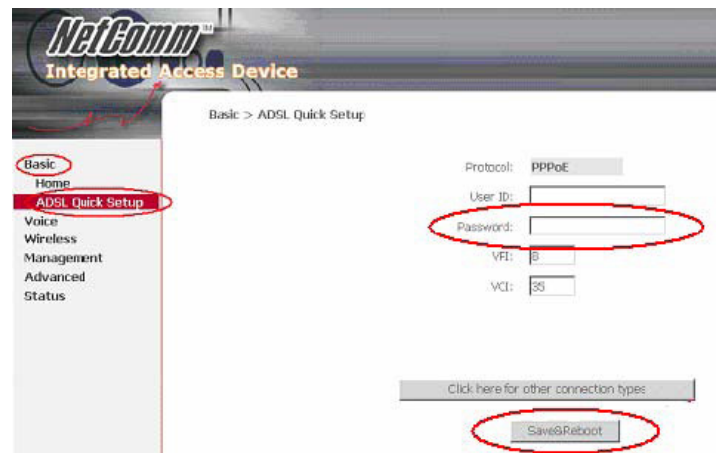 NetComm™
Integrated Access Device
Basic > ADSL Quick Setup
Basic
Home
ADSL Quick Setup
Voice
Wireless
Management
Advanced
Status
Protocol: PPPoE
User ID:
Password:
VPI: 8
VCI: 35
Click here for other connection types
Save&Reboot